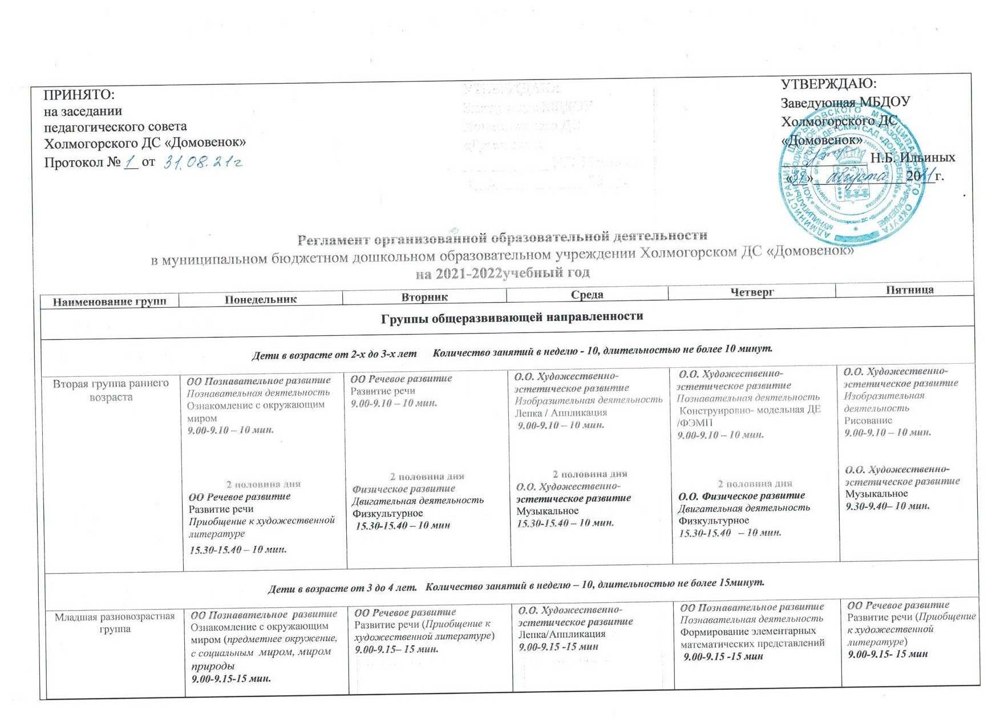 ПРИНЯТО:
на заседании
педагогического совета
Холмогорского ДС «Домовенок»
Протокол № 1 от 31.08.21г
УТВЕРЖДАЮ:
Заведующая МБДОУ
Холмогорского ДС
«Домовенок»
Н.Б. Ильиных
«31» августа 2021г.
Регламент организованной образовательной деятельности
в муниципальном бюджетном дошкольном образовательном учреждении Холмогорском ДС «Домовенок»
на 2021-2022учебный год
Наименование групп Понедельник Вторник Среда Четверг Пятница
Группы общеразвивающей направленности
Дети в возрасте от 2-х до 3-х лет Количество занятий в неделю - 10, длительностью не более 10 минут.
Вторая группа раннего
возраста
ОО Познавательное развитие
Познавательная деятельность
Ознакомление с окружающим
миром
9.00-9.10 – 10 мин.
2 половина дня
ОО Речевое развитие
Развитие речи
Приобщение к художественной
литературе
15.30-15.40 – 10 мин.
ОО Речевое развитие
Развитие речи
9.00-9.10 – 10 мин.
2 половина дня
Физическое развитие
Двигательная деятельность
Физкультурное
15.30-15.40 – 10 мин
О.О. Художественно-
эстетическое развитие
Изобразительная деятельность
Лепка / Аппликация
9.00-9.10 – 10 мин.
2 половина дня
О.О. Художественно-
эстетическое развитие
Музыкальное
15.30-15.40 – 10 мин.
О.О. Художественно-
эстетическое развитие
Познавательная деятельность
Конструировно- модельная ДЕ
/ФЭМП
9.00-9.10 – 10 мин.
2 половина дня
О.О. Физическое развитие
Двигательная деятельность
Физкультурное
15.30-15.40 – 10 мин.
О.О. Художественно-
эстетическое развитие
Изобразительная
деятельность
Рисование
9.00-9.10 – 10 мин.
О.О. Художественно-
эстетическое развитие
Музыкальное
9.30-9.40– 10 мин.
Дети в возрасте от 3 до 4 лет. Количество занятий в неделю – 10, длительностью не более 15минут.
Младшая разновозрастная
группа
ОО Познавательное развитие
Ознакомление с окружающим
миром (предметнее окружение,
с социальным миром, миром
природы
9.00-9.15-15 мин.
ОО Речевое развитие
Развитие речи (Приобщение к
художественной литературе)
9.00-9.15– 15 мин.
О.О. Художественно-
эстетическое развитие
Лепка/Аппликация
9.00-9.15 -15 мин
ОО Познавательное развитие
Познавательная деятельность
Формирование элементарных
математических представлений
9.00-9.15 -15 мин
ОО Речевое развитие
Развитие речи (Приобщение
к художественной
литературе)
9.00-9.15- 15 мин